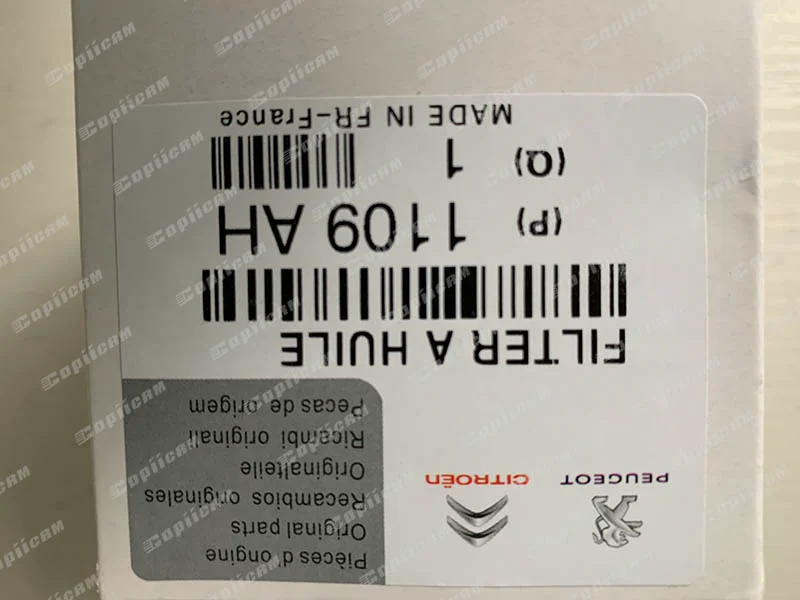 PEUGEOT
CITROËN
Pièces d'origine
Original parts
Recambios originales
Originalteile
Ricambi originali
Pecas de origem
FILTER A HUILE
(P) 1109 AH
(Q) 1
MADE IN FR-France
Copiicam